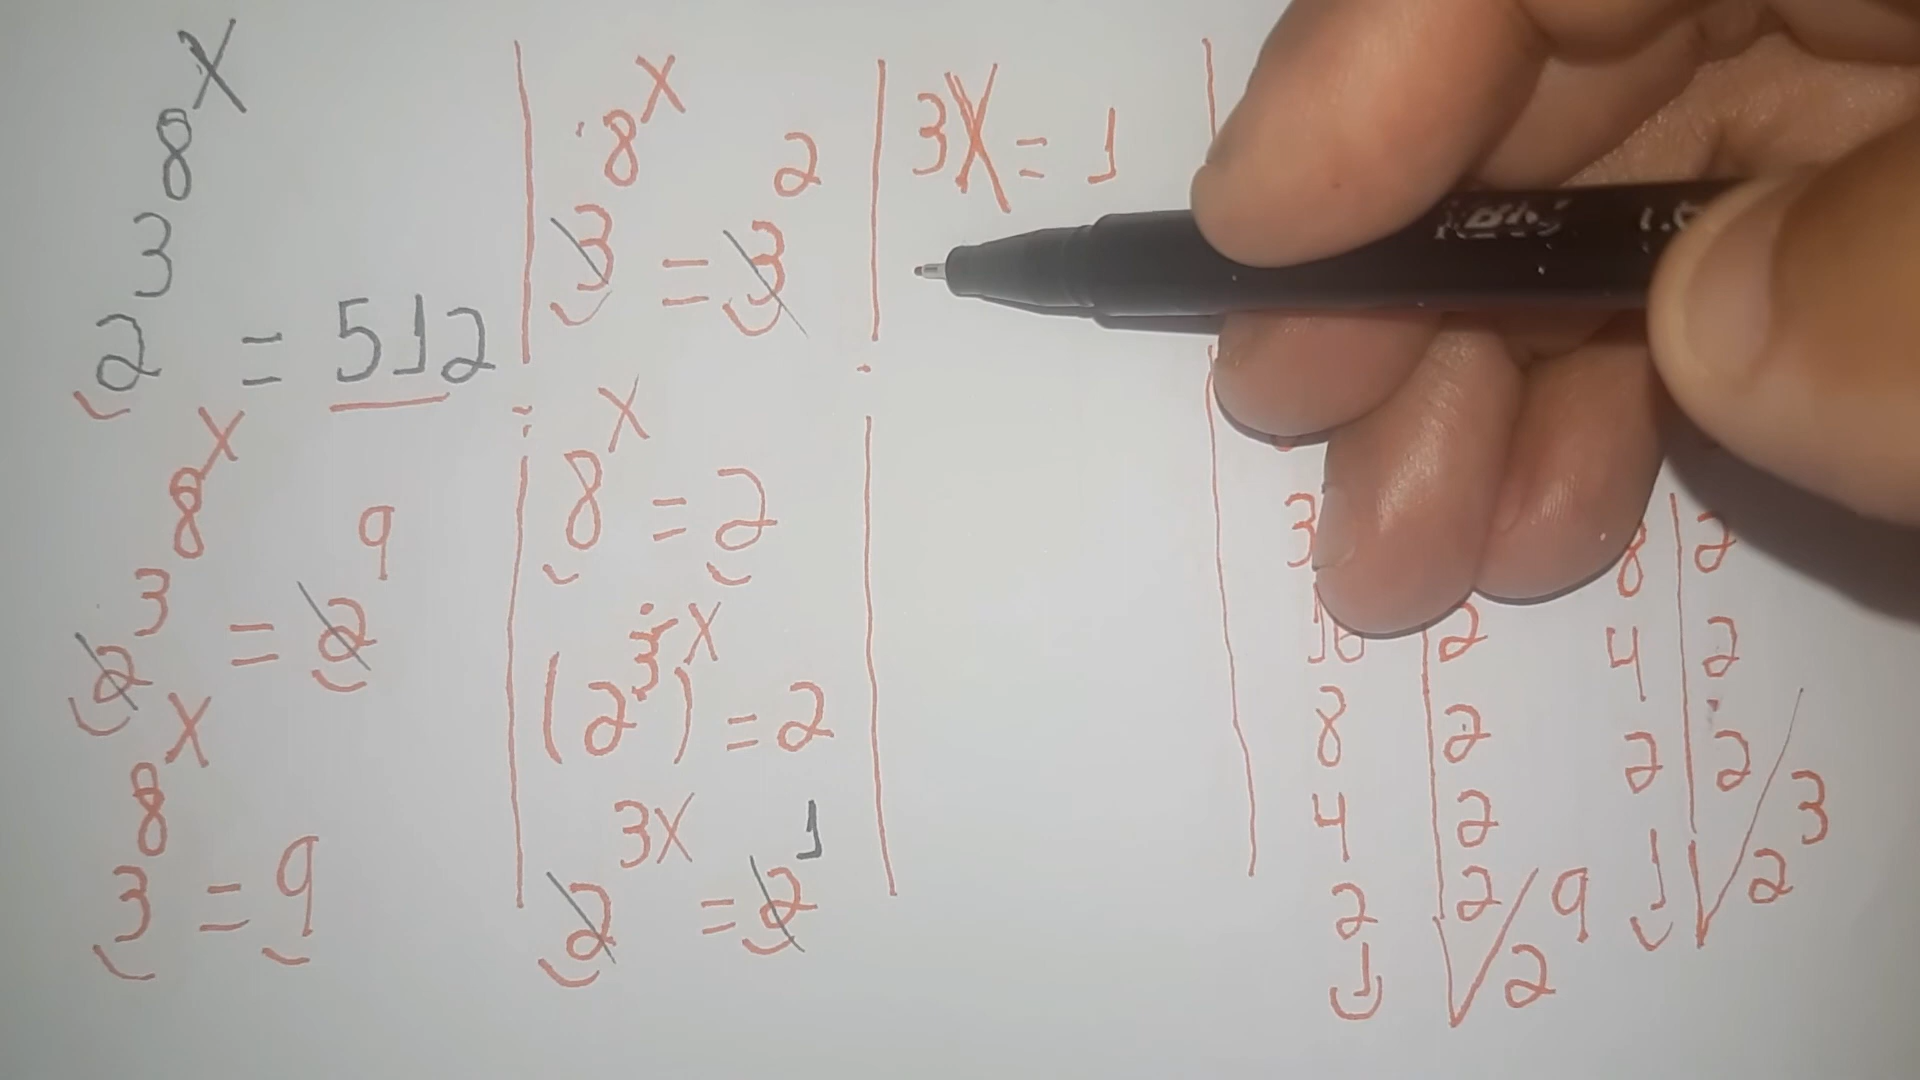 2^3^8^X = 512
2^3^8^X = 2^9
3^8^X = 9
3^8^X = 3^2
8^X = 2
(2^3)^X = 2
2^3X = 2^1
3X = 1
3
16 2
8 2
4 2
2 2
1 2^9
8 2
4 2
2 2
1 2^3